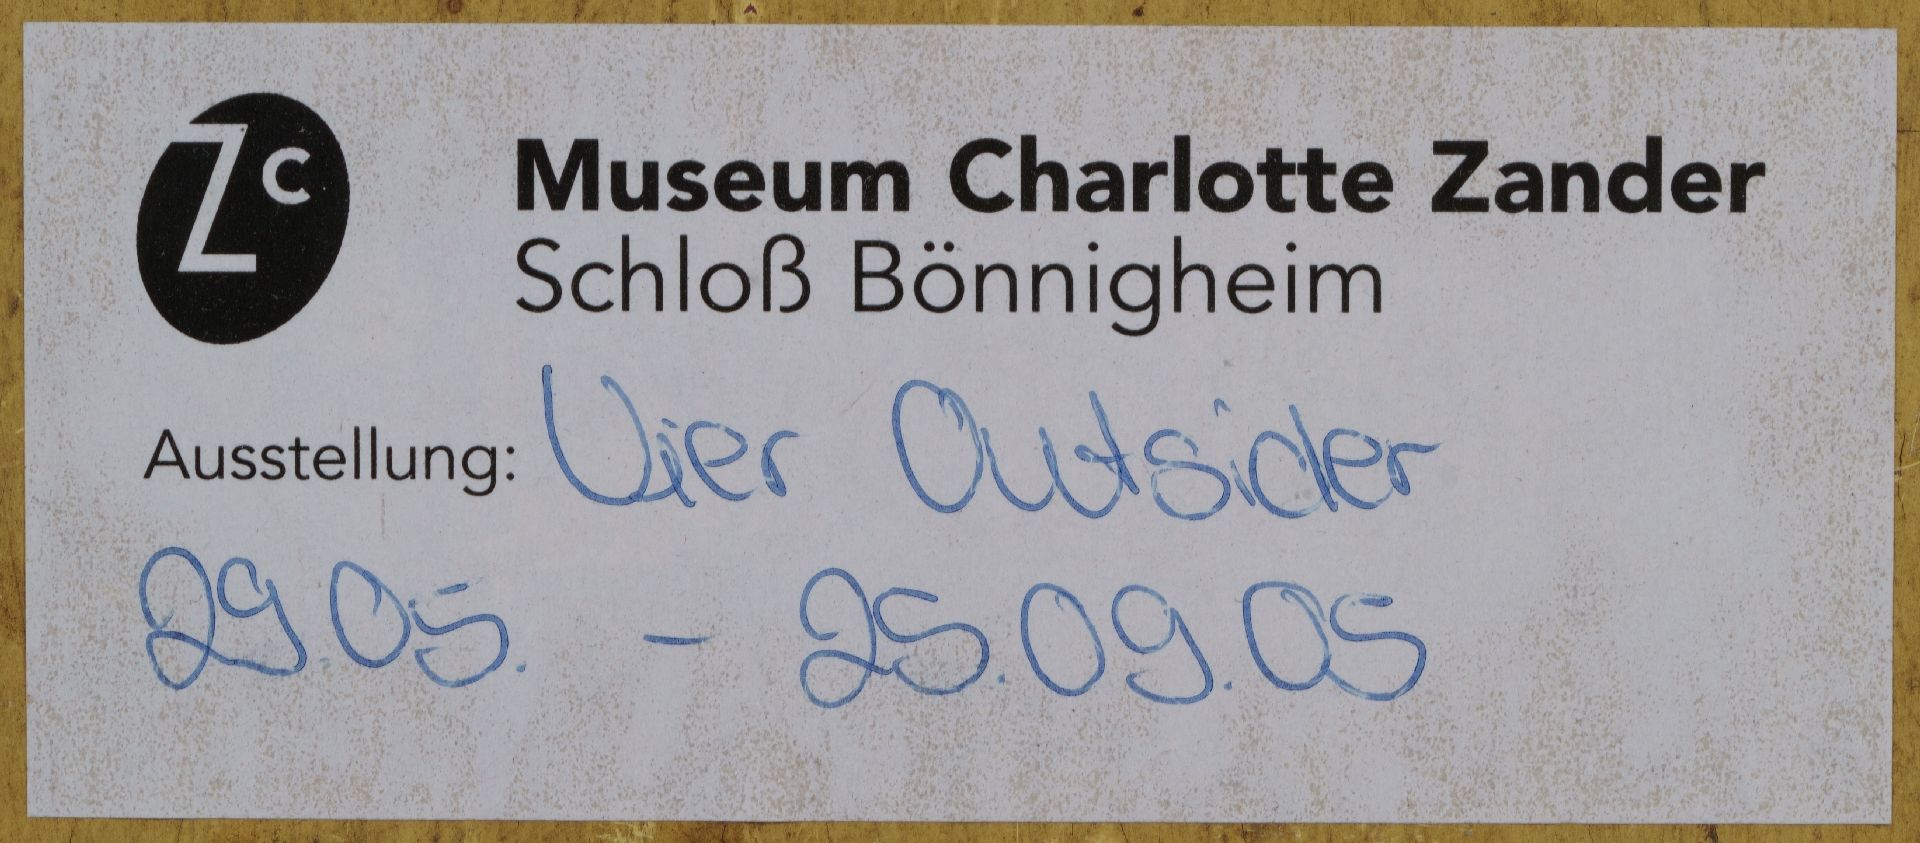 Zc
Museum Charlotte Zander
Schloß Bönnigheim
Ausstellung: Vier Outsider
29.05. – 25.09.05